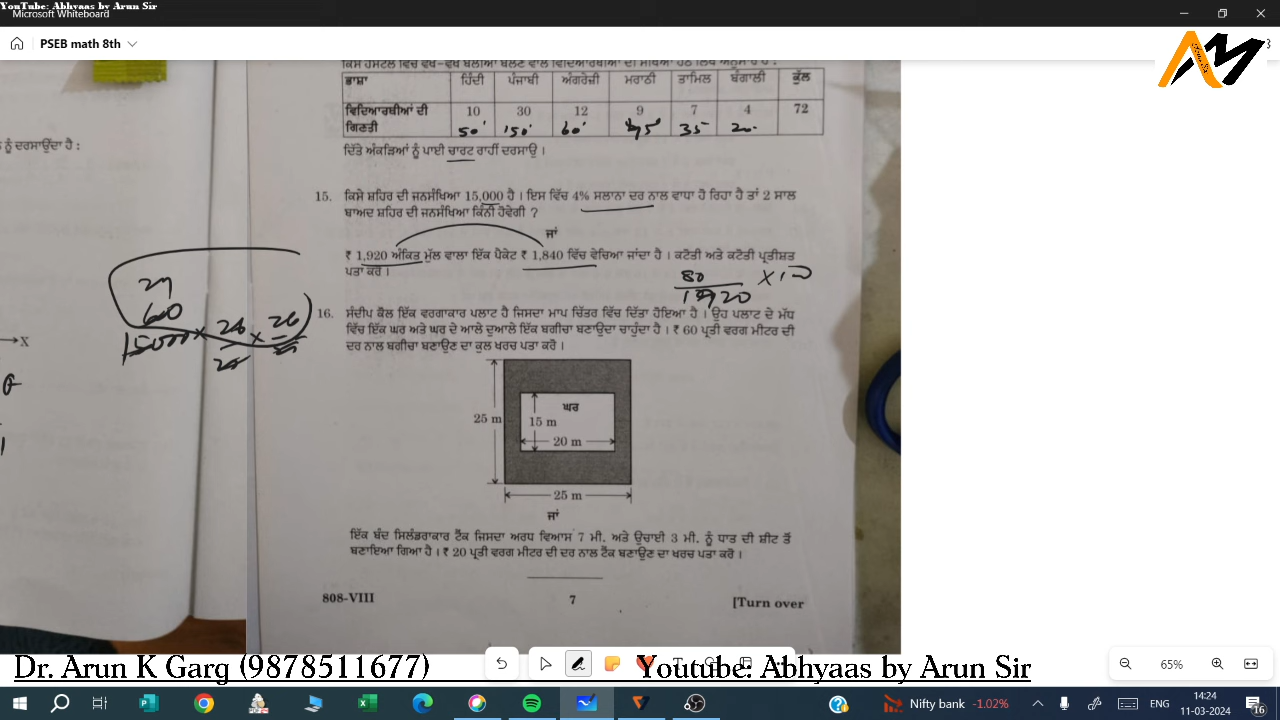 YouTube: Abhyaas by Arun Sir
Microsoft Whiteboard
PSEB math 8th
AM
ਭਾਸ਼ਾ ਹਿੰਦੀ ਪੰਜਾਬੀ ਅੰਗਰੇਜ਼ੀ ਮਰਾਠੀ ਤਾਮਿਲ ਬੰਗਾਲੀ ਕੁੱਲ
ਵਿਦਿਆਰਥੀਆਂ ਦੀ ਗਿਣਤੀ 10 30 12 9 7 4 72
50 150 60 45 35 20
ਨੂੰ ਦਰਸਾਉਂਦਾ ਹੈ :
ਦਿੱਤੇ ਅੰਕੜਿਆਂ ਨੂੰ ਪਾਈ ਚਾਰਟ ਰਾਹੀਂ ਦਰਸਾਉ ।
15. ਕਿਸੇ ਸ਼ਹਿਰ ਦੀ ਜਨਸੰਖਿਆ 15,000 ਹੈ । ਇਸ ਵਿੱਚ 4% ਸਲਾਨਾ ਦਰ ਨਾਲ ਵਾਧਾ ਹੋ ਰਿਹਾ ਹੈ ਤਾਂ 2 ਸਾਲ
ਬਾਅਦ ਸ਼ਹਿਰ ਦੀ ਜਨਸੰਖਿਆ ਕਿੰਨੀ ਹੋਵੇਗੀ ?
ਜਾਂ
₹ 1,920 ਅੰਕਿਤ ਮੁੱਲ ਵਾਲਾ ਇੱਕ ਪੈਕੇਟ ₹ 1,840 ਵਿੱਚ ਵੇਚਿਆ ਜਾਂਦਾ ਹੈ । ਕਟੌਤੀ ਅਤੇ ਕਟੌਤੀ ਪ੍ਰਤੀਸ਼ਤ
ਪਤਾ ਕਰੋ ।
80
16. ਸੰਦੀਪ ਕੌਲ ਇੱਕ ਵਰਗਾਕਾਰ ਪਲਾਟ ਹੈ ਜਿਸਦਾ ਮਾਪ ਚਿੱਤਰ ਵਿੱਚ ਦਿੱਤਾ ਹੋਇਆ ਹੈ । ਉਹ ਪਲਾਟ ਦੇ ਮੱਧ
ਵਿੱਚ ਇੱਕ ਘਰ ਅਤੇ ਘਰ ਦੇ ਆਲੇ ਦੁਆਲੇ ਇੱਕ ਬਗੀਚਾ ਬਣਾਉਦਾ ਚਾਹੁੰਦਾ ਹੈ । ₹ 60 ਪ੍ਰਤੀ ਵਰਗ ਮੀਟਰ ਦੀ
ਦਰ ਨਾਲ ਬਗੀਚਾ ਬਣਾਉਣ ਦਾ ਕੁਲ ਖਰਚ ਪਤਾ ਕਰੋ ।
600
15000 × 26 × 26
X
ਘਰ
25 m
15 m
20 m
25 m
ਜਾਂ
ਇੱਕ ਬੰਦ ਸਿਲੰਡਰਾਕਾਰ ਟੈਂਕ ਜਿਸਦਾ ਅਰਧ ਵਿਆਸ 7 ਮੀ. ਅਤੇ ਉਚਾਈ 3 ਮੀ. ਨੂੰ ਧਾਤ ਦੀ ਸ਼ੀਟ ਤੋਂ
ਬਣਾਇਆ ਗਿਆ ਹੈ । ₹ 20 ਪ੍ਰਤੀ ਵਰਗ ਮੀਟਰ ਦੀ ਦਰ ਨਾਲ ਟੈਂਕ ਬਣਾਉਣ ਦਾ ਖਰਚ ਪਤਾ ਕਰੋ ।
808-VIII 7 [Turn over
Dr. Arun K Garg (9878511677) Youtube: Abhyaas by Arun Sir
65%
Nifty bank -1.02% ENG 14:24
11-03-2024 16